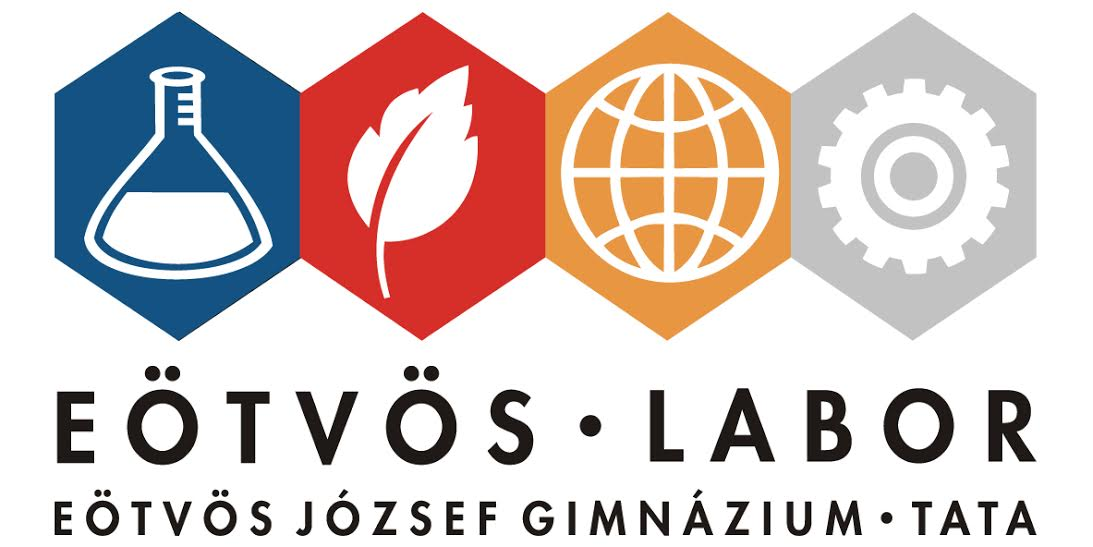 EÖTVÖS · LABOR
EÖTVÖS JÓZSEF GIMNÁZIUM · TATA